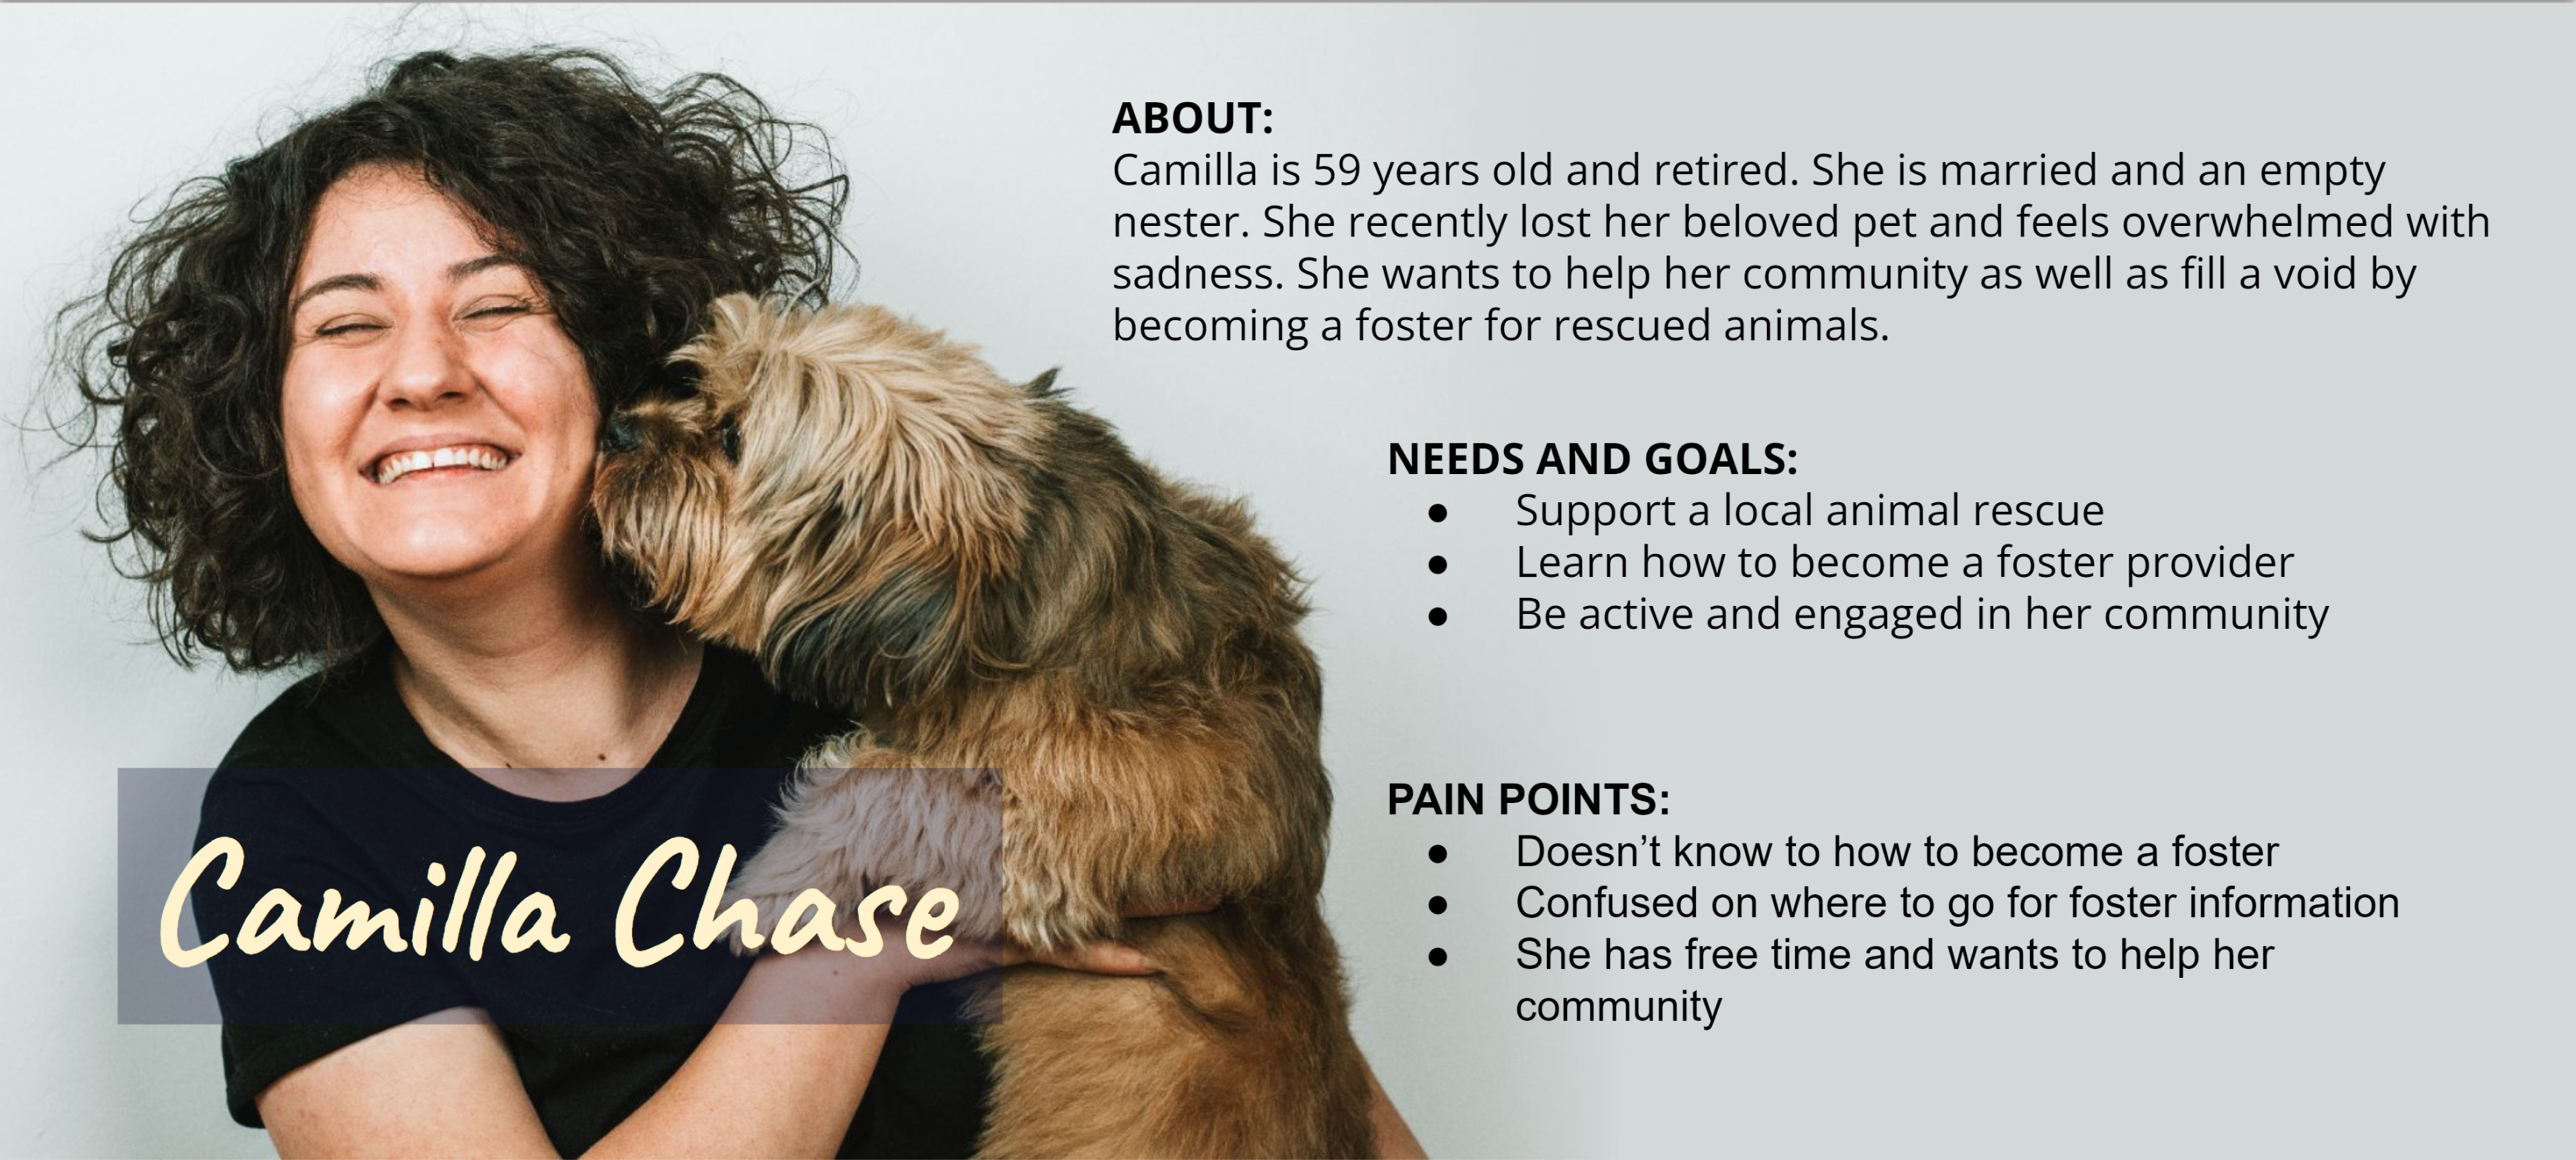 ABOUT:
Camilla is 59 years old and retired. She is married and an empty
nester. She recently lost her beloved pet and feels overwhelmed with
sadness. She wants to help her community as well as fill a void by
becoming a foster for rescued animals.
NEEDS AND GOALS:
● Support a local animal rescue
● Learn how to become a foster provider
● Be active and engaged in her community
PAIN POINTS:
● Doesn’t know to how to become a foster
● Confused on where to go for foster information
● She has free time and wants to help her
community
Camilla Chase